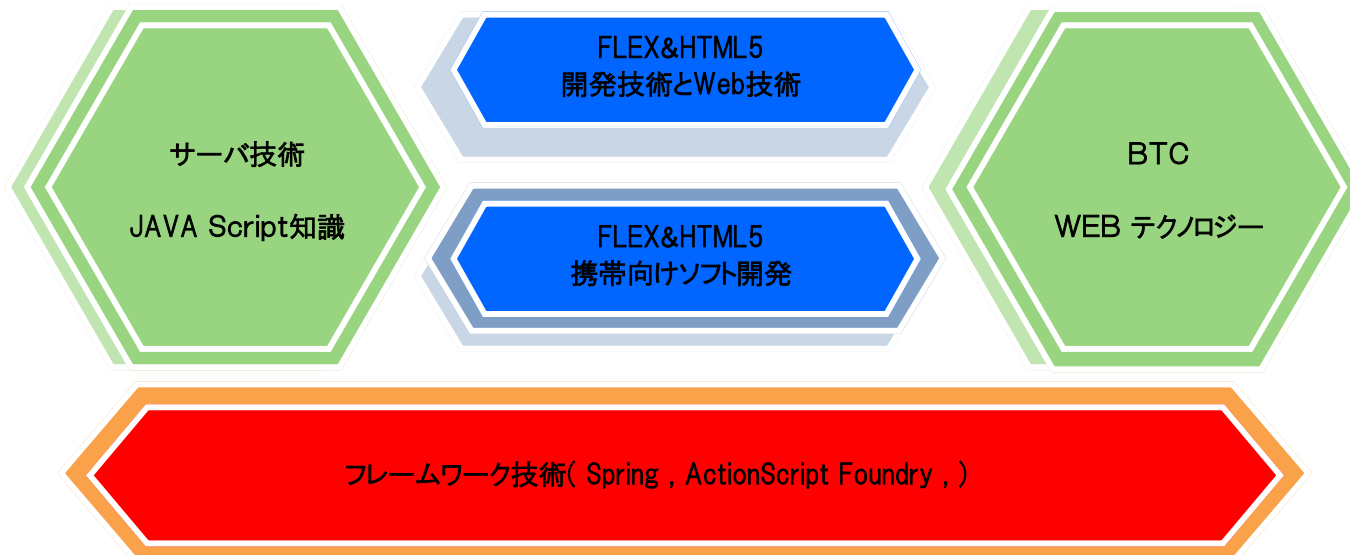 サーバ技術
JAVA Script知識
FLEX&HTML5
開発技術とWeb技術
FLEX&HTML5
携帯向けソフト開発
BTC
WEB テクノロジー
フレームワーク技術( Spring , ActionScript Foundry , )